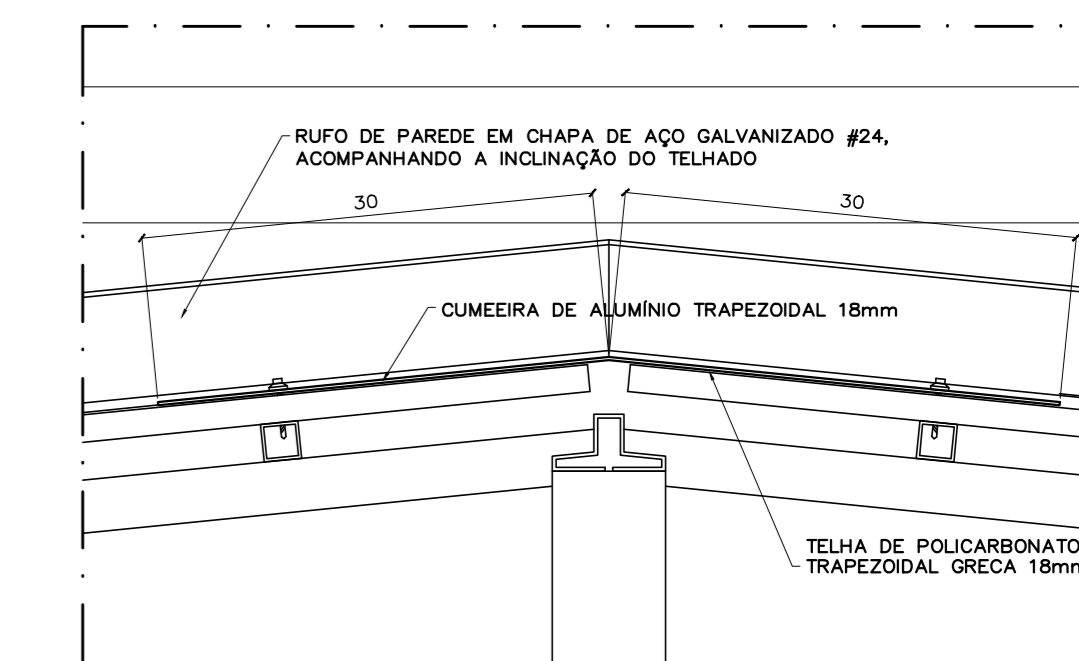 RUFO DE PAREDE EM CHAPA DE AÇO GALVANIZADO #24,
ACOMPANHANDO A INCLINAÇÃO DO TELHADO
30
30
CUMEEIRA DE ALUMÍNIO TRAPEZOIDAL 18mm
TELHA DE POLICARBONATO
TRAPEZOIDAL GRECA 18mm